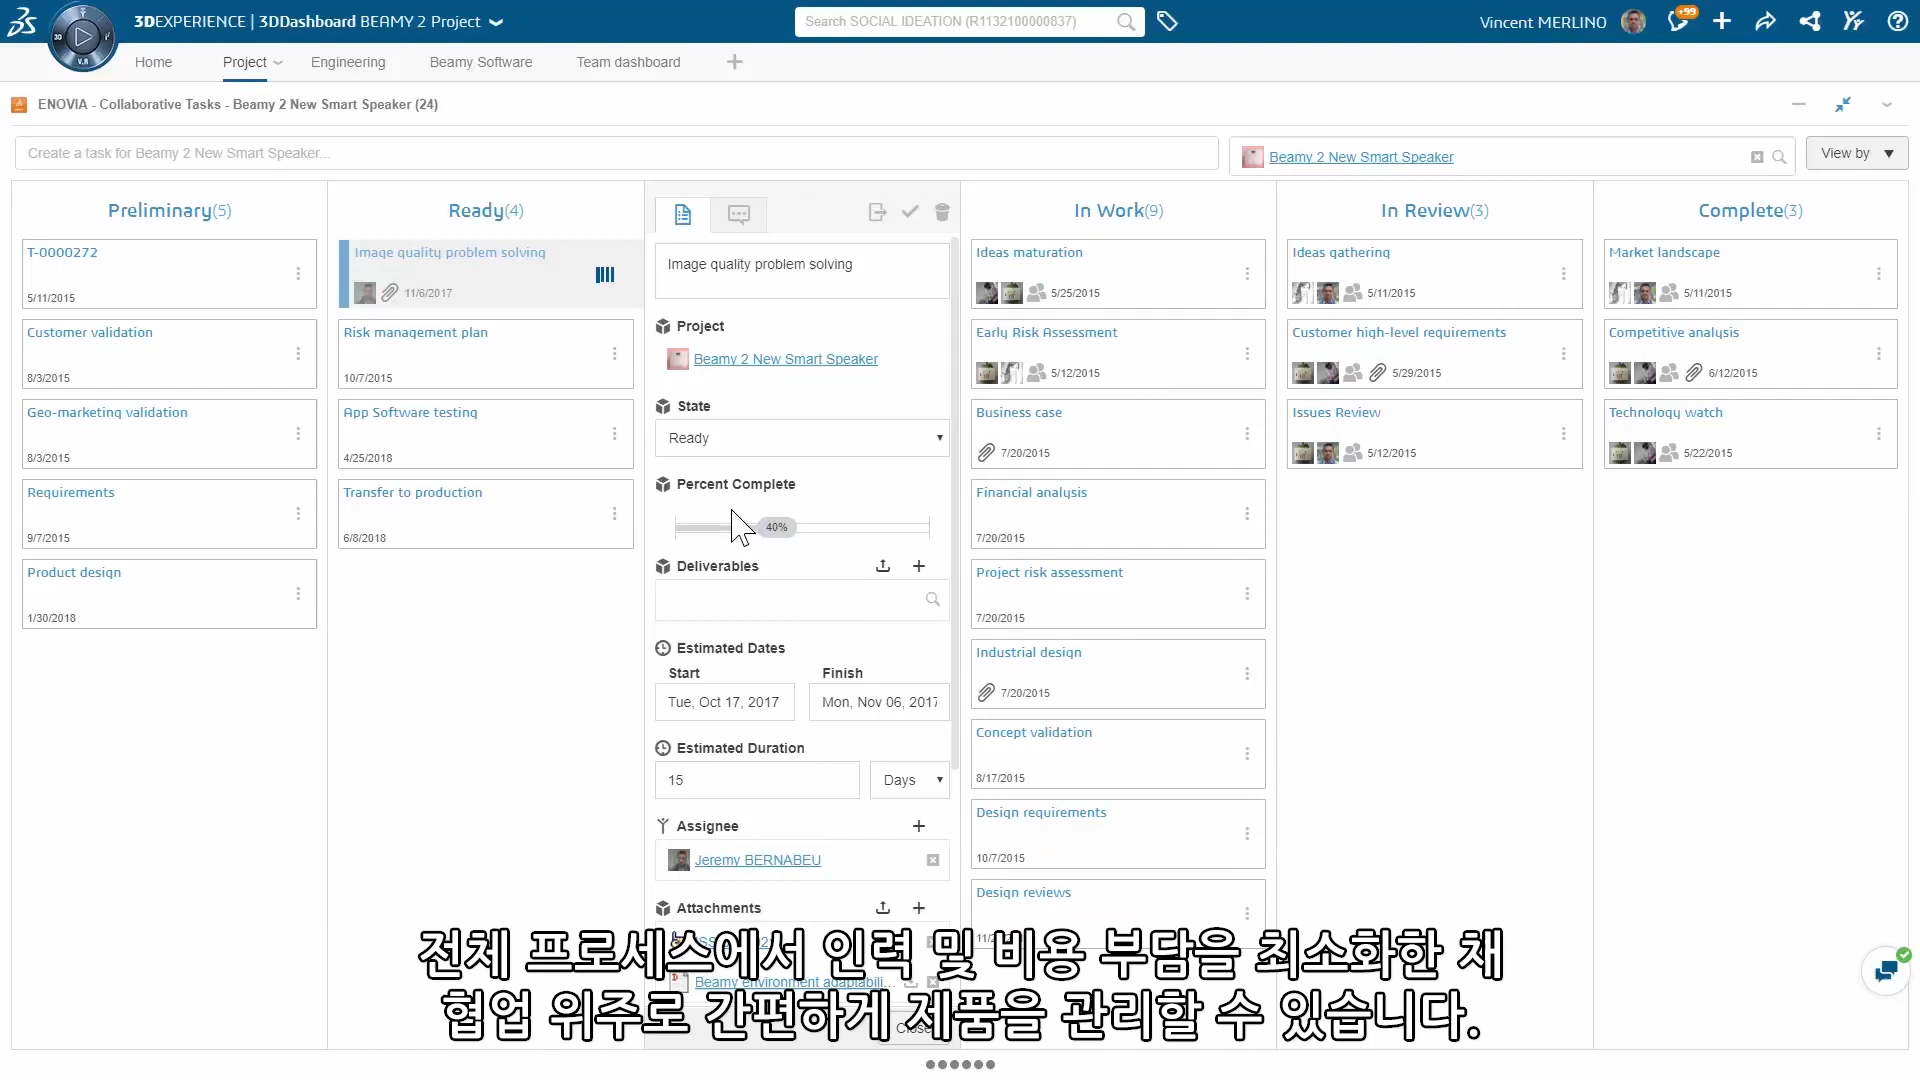 3DEXPERIENCE | 3DDashboard BEAMY 2 Project
Search SOCIAL IDEATION (R1132100000837)
Vincent MERLINO
+99
3D
V.R
Home
Project
Engineering
Beamy Software
Team dashboard
ENOVIA - Collaborative Tasks - Beamy 2 New Smart Speaker (24)
Create a task for Beamy 2 New Smart Speaker...
Beamy 2 New Smart Speaker
View by
Preliminary(5)
T-0000272
5/11/2015
Customer validation
8/3/2015
Geo-marketing validation
8/3/2015
Requirements
9/7/2015
Product design
1/30/2018
Ready(4)
Image quality problem solving
11/6/2017
Risk management plan
10/7/2015
App Software testing
4/25/2018
Transfer to production
6/8/2018
Image quality problem solving
Project
Beamy 2 New Smart Speaker
State
Ready
Percent Complete
40%
Deliverables
Estimated Dates
Start
Finish
Tue, Oct 17, 2017
Mon, Nov 06, 2017
Estimated Duration
15
Days
Assignee
Jeremy BERNABEU
Attachments
Beamy environment adaptabili...
Close
In Work(9)
Ideas maturation
5/25/2015
Early Risk Assessment
5/12/2015
Business case
7/20/2015
Financial analysis
7/20/2015
Project risk assessment
7/20/2015
Industrial design
7/20/2015
Concept validation
8/17/2015
Design requirements
10/7/2015
Design reviews
In Review(3)
Ideas gathering
5/11/2015
Customer high-level requirements
5/29/2015
Issues Review
5/12/2015
Complete(3)
Market landscape
5/11/2015
Competitive analysis
6/12/2015
Technology watch
5/22/2015
전체 프로세스에서 인력 및 비용 부담을 최소화한 채
협업 위주로 간편하게 제품을 관리할 수 있습니다.